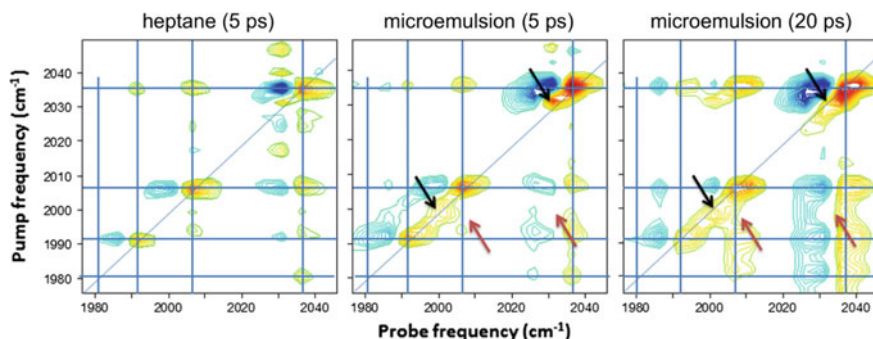 heptane (5 ps)
microemulsion (5 ps)
microemulsion (20 ps)
Pump frequency (cm⁻¹)
2040
2030
2020
2010
2000
1990
1980
1980 2000 2020 2040
1980 2000 2020 2040
1980 2000 2020 2040
Probe frequency (cm⁻¹)